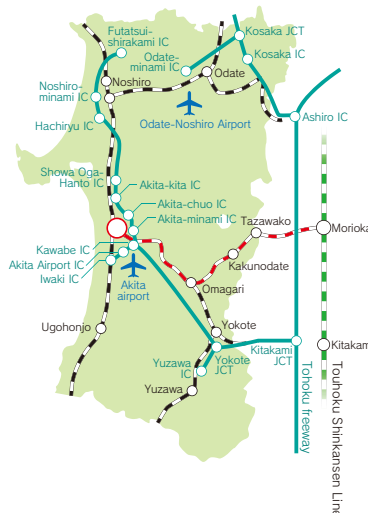 Futatsui-
shirakami IC
Kosaka JCT
Odate-
minami IC
Kosaka IC
Noshiro
Odate
Noshiro-
minami IC
Odate-Noshiro Airport
Ashiro IC
Hachiryu IC
Showa Oga-
Hanto IC
Akita-kita IC
Akita-chuo IC
Akita-minami IC
Tazawako
Morioka
Kawabe IC
Akita Airport IC
Iwaki IC
Akita
airport
Kakunodate
Omagari
Ugohonjo
Yokote
Kitakami
JCT
Kitakam
Yuzawa
IC
Yokote
JCT
Yuzawa
Tohoku freeway
Touhoku Shinkansen Line